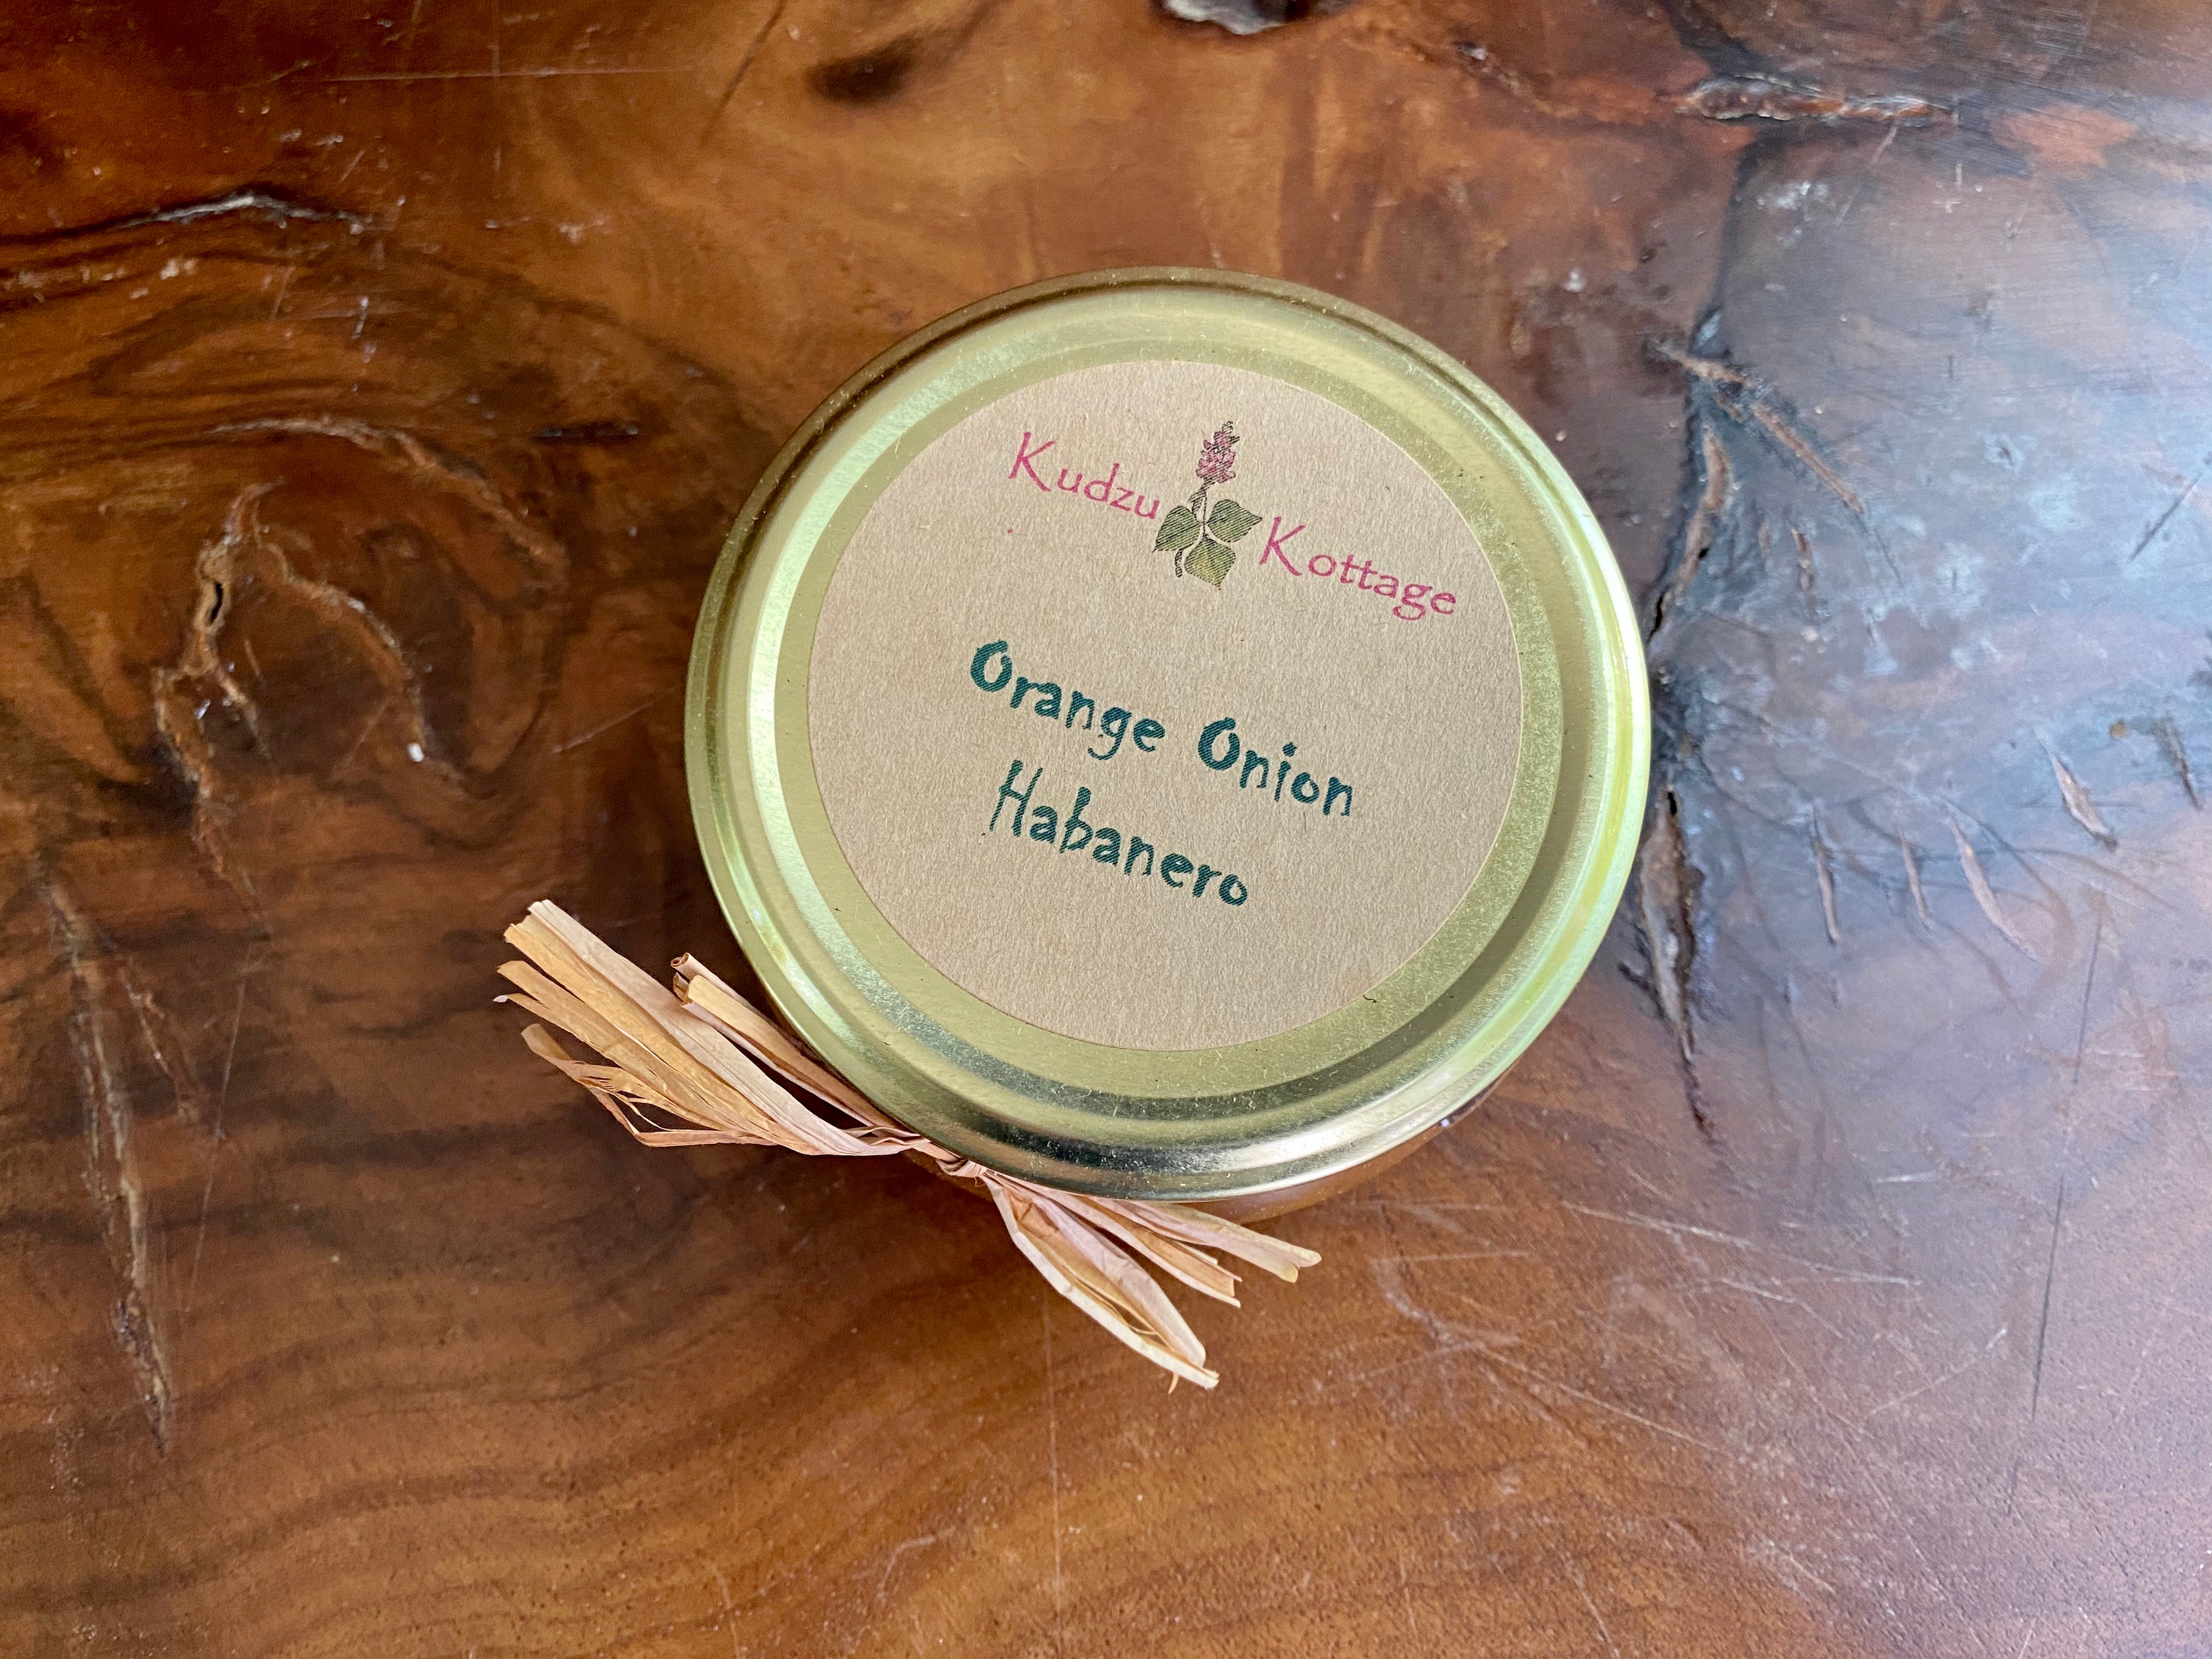 Kudzu Kottage
Orange Onion
Habanero